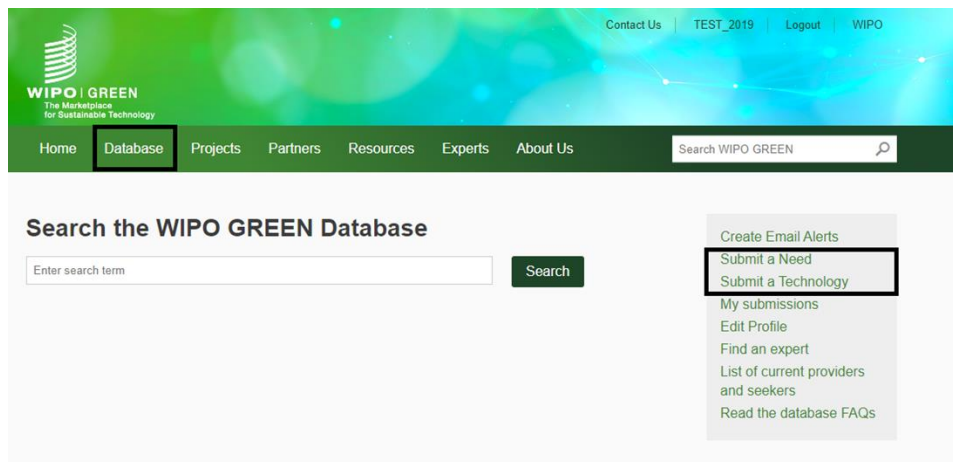 Contact Us TEST_2019 Logout WIPO
WIPO | GREEN
The Marketplace
for Sustainable Technology
Home Database Projects Partners Resources Experts About Us Search WIPO GREEN
Search the WIPO GREEN Database
Enter search term Search
Create Email Alerts
Submit a Need
Submit a Technology
My submissions
Edit Profile
Find an expert
List of current providers
and seekers
Read the database FAQs